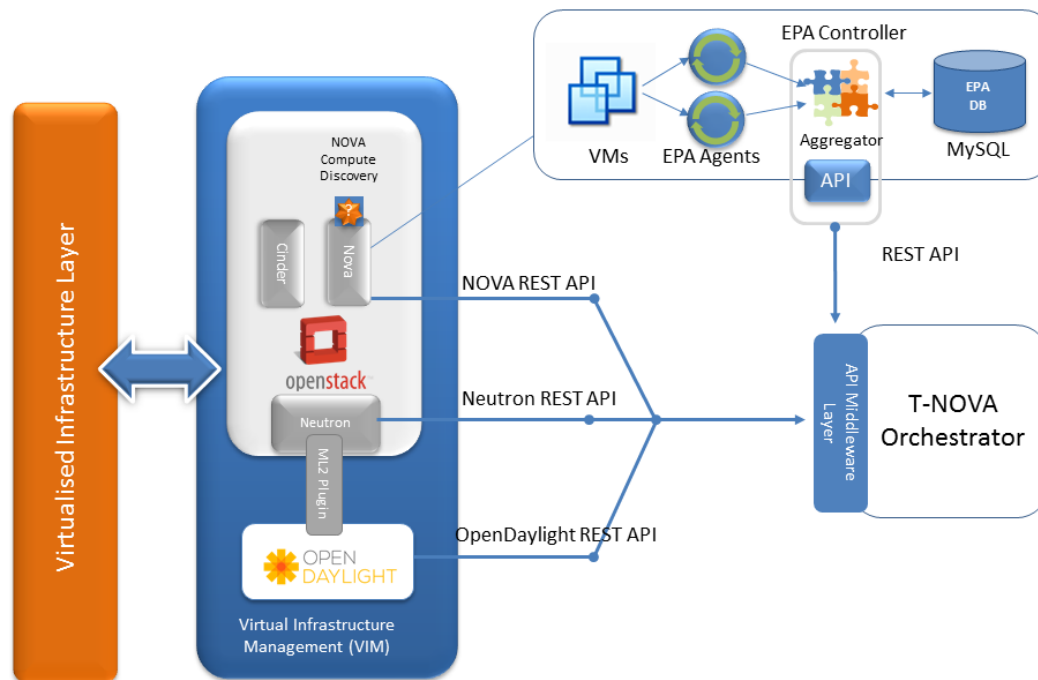 EPA Controller
VMs
EPA Agents
Aggregator
API
EPA
DB
MySQL
REST API
Virtualised Infrastructure Layer
NOVA
Compute
Discovery
?
Cinder
Nova
openstack
Neutron
ML2 Plugin
OPEN
DAYLIGHT
Virtual Infrastructure
Management (VIM)
NOVA REST API
Neutron REST API
OpenDaylight REST API
API Middleware
Layer
T-NOVA
Orchestrator